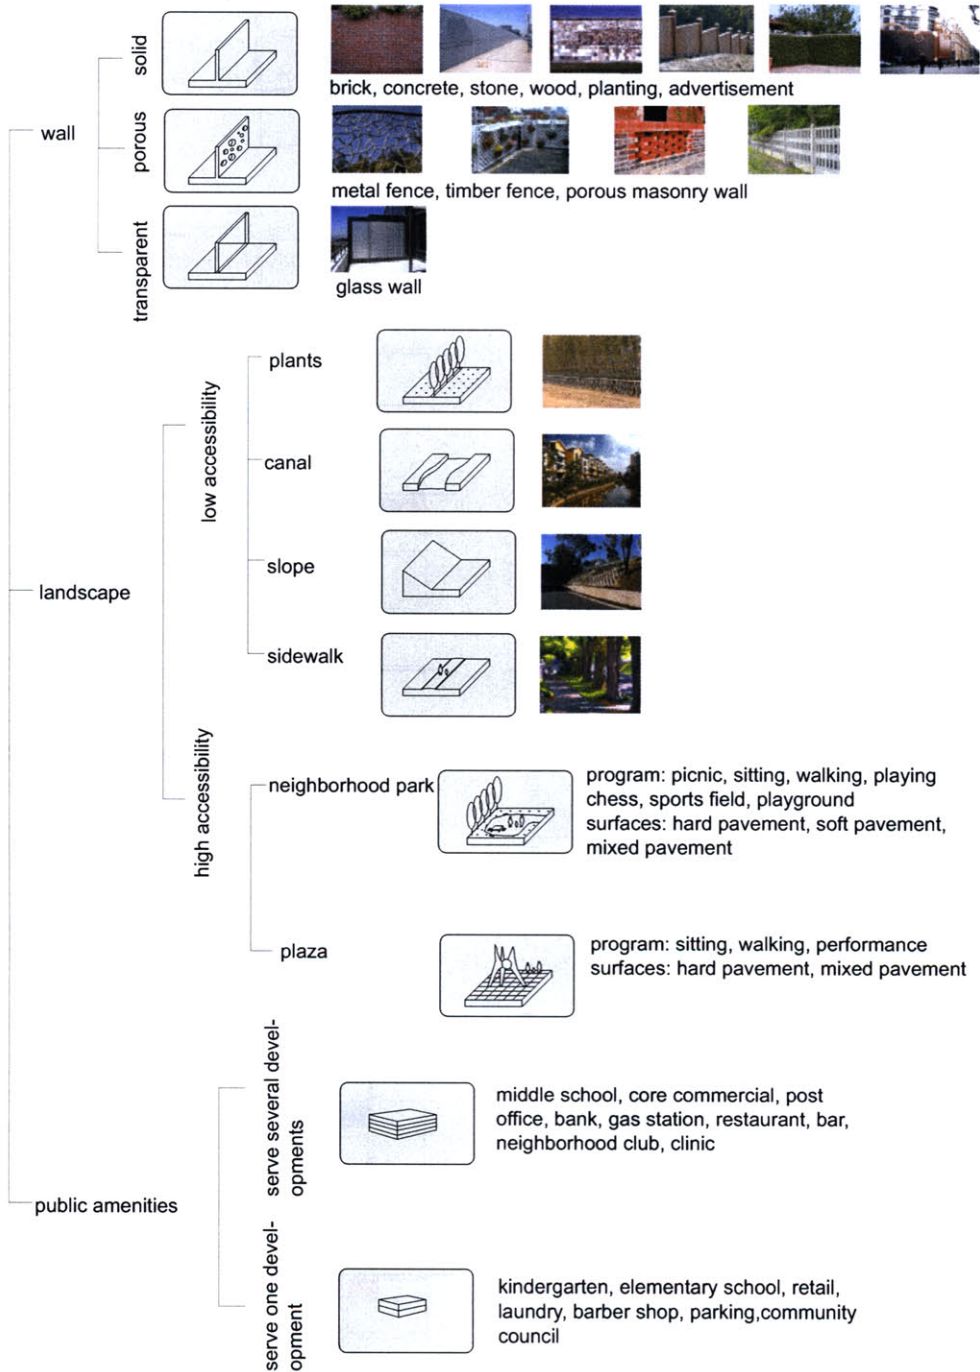 wall
solid
brick, concrete, stone, wood, planting, advertisement
porous
metal fence, timber fence, porous masonry wall
transparent
glass wall
landscape
low accessibility
plants
canal
slope
sidewalk
high accessibility
neighborhood park
program: picnic, sitting, walking, playing
chess, sports field, playground
surfaces: hard pavement, soft pavement,
mixed pavement
plaza
program: sitting, walking, performance
surfaces: hard pavement, mixed pavement
public amenities
serve several devel-
opments
middle school, core commercial, post
office, bank, gas station, restaurant, bar,
neighborhood club, clinic
serve one devel-
opment
kindergarten, elementary school, retail,
laundry, barber shop, parking,community
council